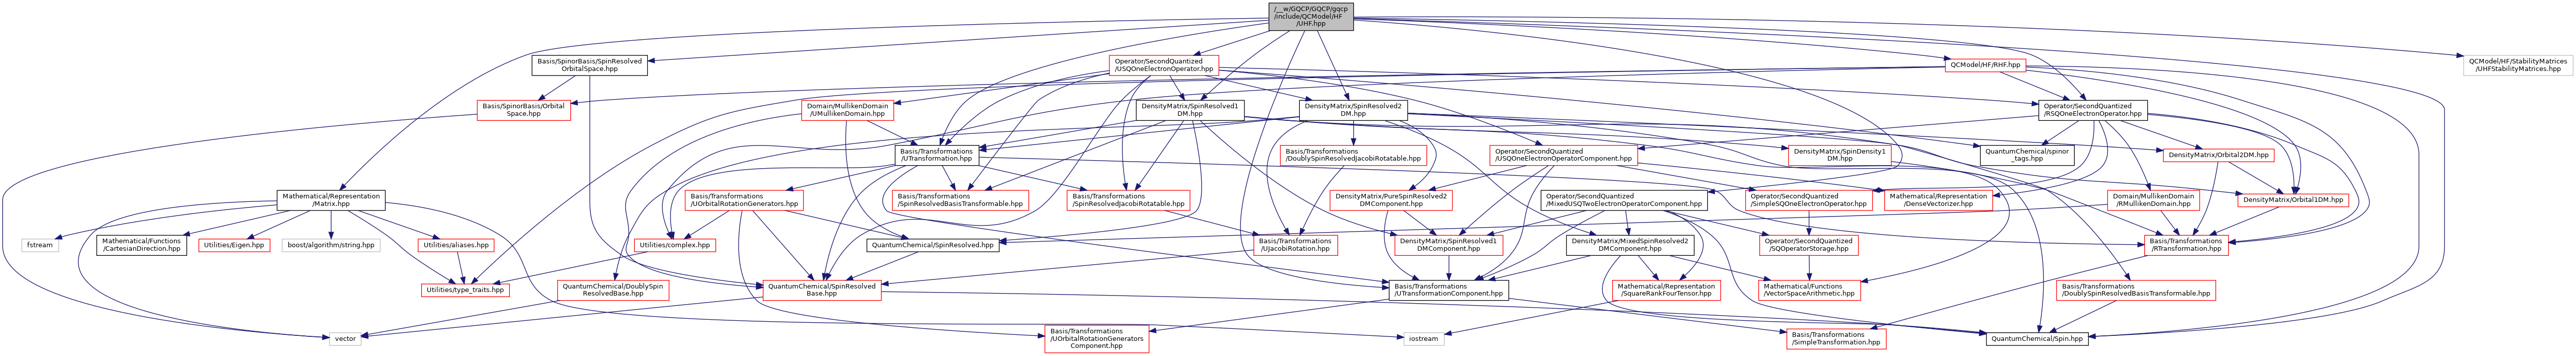 /__w/GQCP/GQCP/gqcp
/include/QCModel/HF
/UHF.hpp
Basis/SpinorBasis/SpinResolved
OrbitalSpace.hpp
Operator/SecondQuantized
/USQOneElectronOperator.hpp
QCModel/HF/RHF.hpp
QCModel/HF/StabilityMatrices
/UHFStabilityMatrices.hpp
Basis/SpinorBasis/Orbital
Space.hpp
Domain/MullikenDomain
/UMullikenDomain.hpp
DensityMatrix/SpinResolved1
DM.hpp
DensityMatrix/SpinResolved2
DM.hpp
Operator/SecondQuantized
/RSQOneElectronOperator.hpp
Basis/Transformations
/UTransformation.hpp
Basis/Transformations
/DoublySpinResolvedJacobiRotatable.hpp
Operator/SecondQuantized
/USQOneElectronOperatorComponent.hpp
DensityMatrix/SpinDensity1
DM.hpp
QuantumChemical/spinor
_tags.hpp
DensityMatrix/Orbital2DM.hpp
Mathematical/Representation
/Matrix.hpp
Basis/Transformations
/UOrbitalRotationGenerators.hpp
Basis/Transformations
/SpinResolvedBasisTransformable.hpp
Basis/Transformations
/SpinResolvedJacobiRotatable.hpp
DensityMatrix/PureSpinResolved2
DMComponent.hpp
Operator/SecondQuantized
/MixedUSQTwoElectronOperatorComponent.hpp
Operator/SecondQuantized
/SimpleSQOneElectronOperator.hpp
Mathematical/Representation
/DenseVectorizer.hpp
Domain/MullikenDomain
/RMullikenDomain.hpp
DensityMatrix/Orbital1DM.hpp
fstream
Mathematical/Functions
/CartesianDirection.hpp
Utilities/Eigen.hpp
boost/algorithm/string.hpp
Utilities/aliases.hpp
Utilities/complex.hpp
QuantumChemical/SpinResolved.hpp
Basis/Transformations
/UJacobiRotation.hpp
DensityMatrix/SpinResolved1
DMComponent.hpp
DensityMatrix/MixedSpinResolved2
DMComponent.hpp
Operator/SecondQuantized
/SQOperatorStorage.hpp
Basis/Transformations
/RTransformation.hpp
Utilities/type_traits.hpp
QuantumChemical/DoublySpin
ResolvedBase.hpp
QuantumChemical/SpinResolved
Base.hpp
Basis/Transformations
/UTransformationComponent.hpp
Mathematical/Representation
/SquareRankFourTensor.hpp
Mathematical/Functions
/VectorSpaceArithmetic.hpp
Basis/Transformations
/DoublySpinResolvedBasisTransformable.hpp
vector
Basis/Transformations
/UOrbitalRotationGenerators
Component.hpp
iostream
Basis/Transformations
/SimpleTransformation.hpp
QuantumChemical/Spin.hpp